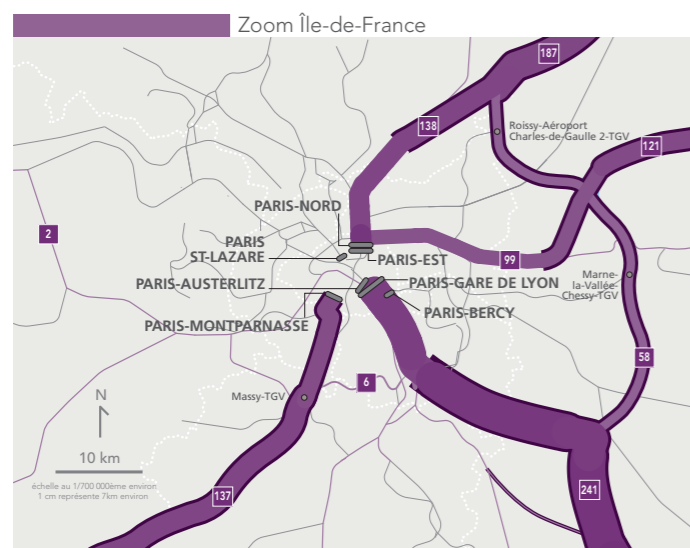 Zoom Île-de-France
187
138
Roissy-Aéroport
Charles-de-Gaulle 2-TGV
121
PARIS-NORD
2
PARIS
ST-LAZARE
PARIS-EST
99
PARIS-AUSTERLITZ
PARIS-GARE DE LYON
Marne-
la-Vallée-
Chessy-TGV
PARIS-MONTPARNASSE
PARIS-BERCY
58
6
Massy-TGV
N
10 km
échelle au 1/700 000ème environ
1 cm représente 7km environ
137
241